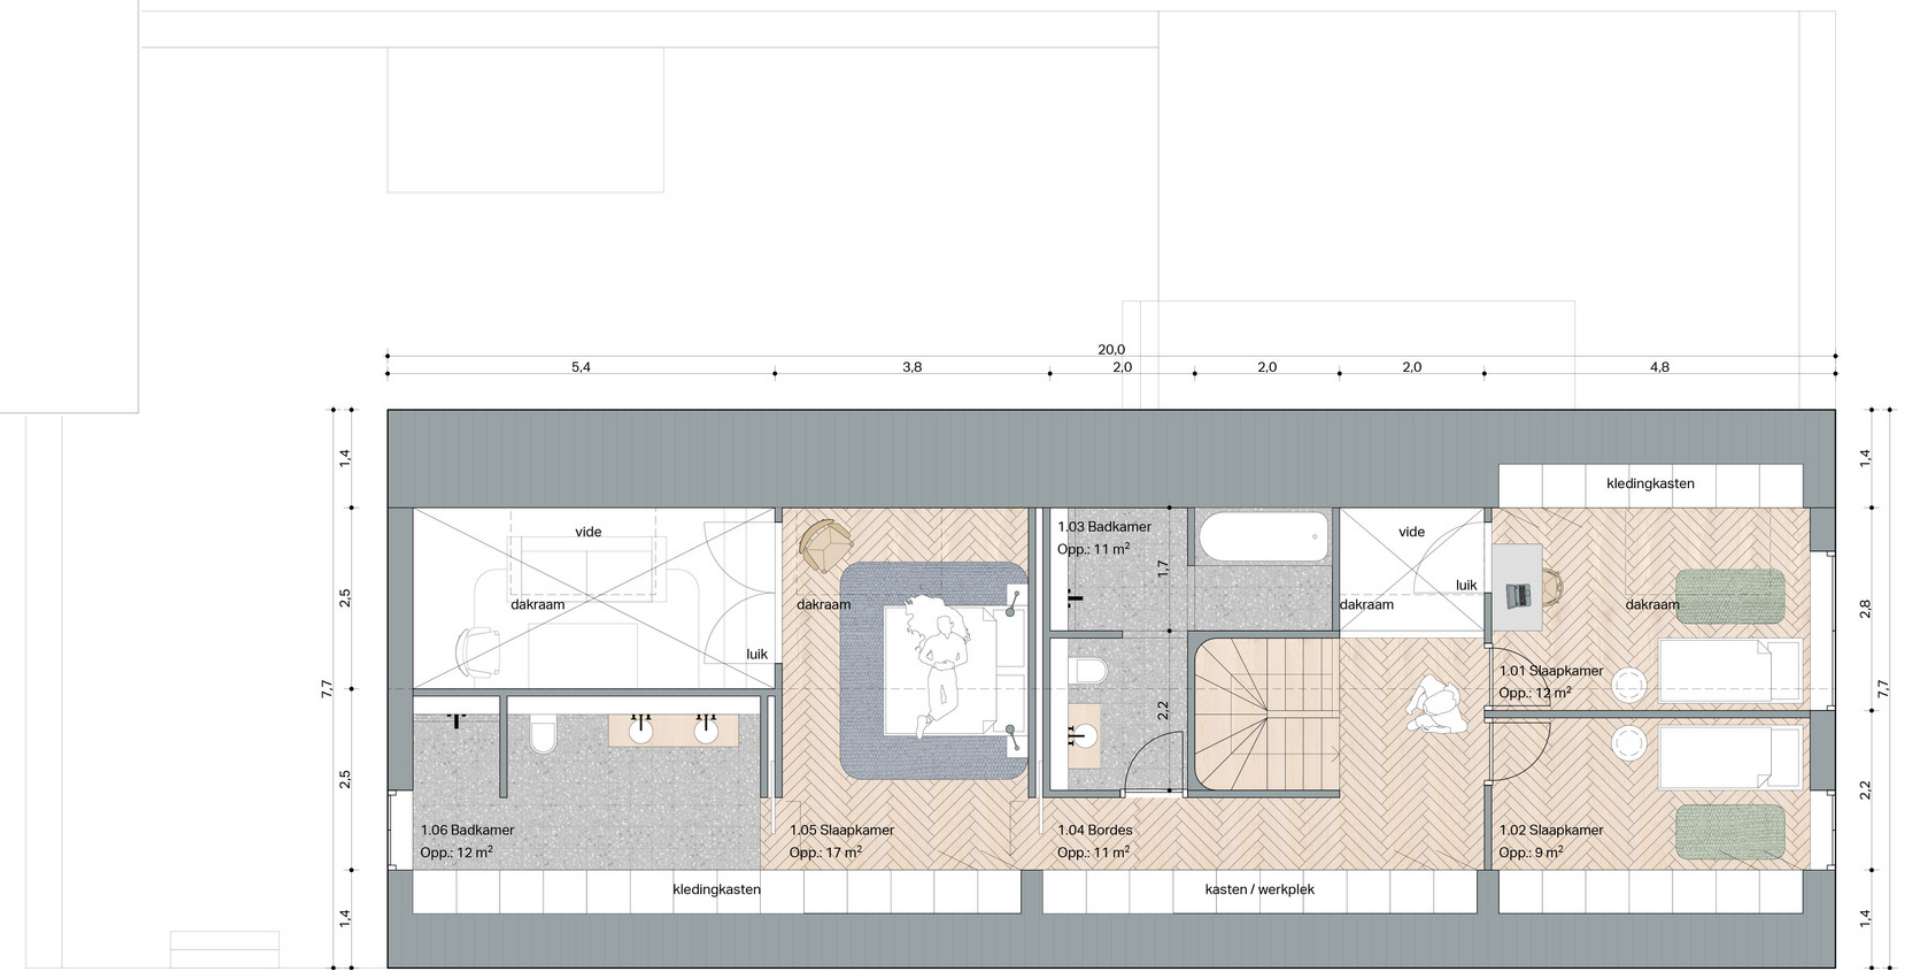 20,0
5,4
3,8
2,0
2,0
2,0
4,8
1,4
1,4
kledingkasten
vide
1.03 Badkamer
Opp.: 11 m²
vide
1,7
luik
2,5
dakraam
dakraam
dakraam
dakraam
2,8
luik
1.01 Slaapkamer
Opp.: 12 m²
7,7
7,7
2,2
2,5
2,2
1.06 Badkamer
Opp.: 12 m²
1.05 Slaapkamer
Opp.: 17 m²
1.04 Bordes
Opp.: 11 m²
1.02 Slaapkamer
Opp.: 9 m²
kledingkasten
kasten / werkplek
1,4
1,4